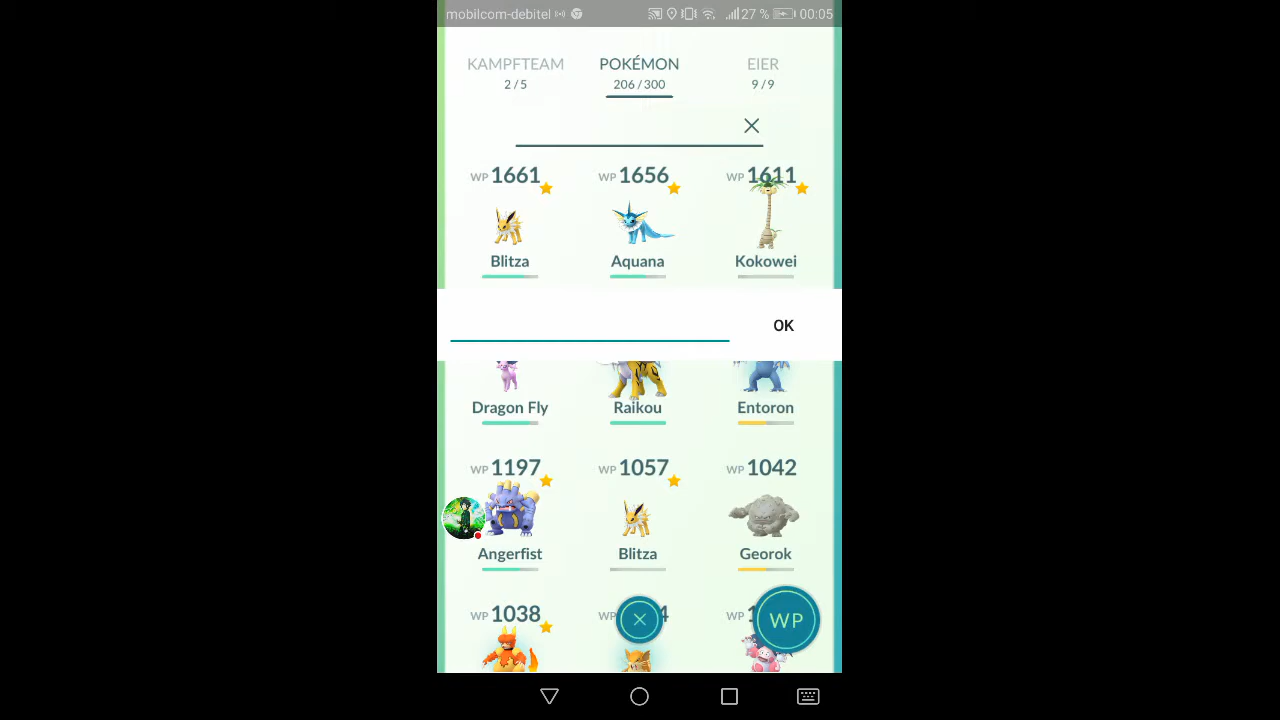 mobilcom-debitel 27 % 00:05
KAMPFTEAM POKÉMON EIER
2/5 206/300 9/9
WP 1661 WP 1656 WP 1611
Blitza Aquana Kokowei
OK
Dragon Fly Raikou Entoron
WP 1197 WP 1057 WP 1042
Angerfist Blitza Georok
WP 1038 WP WP
WP